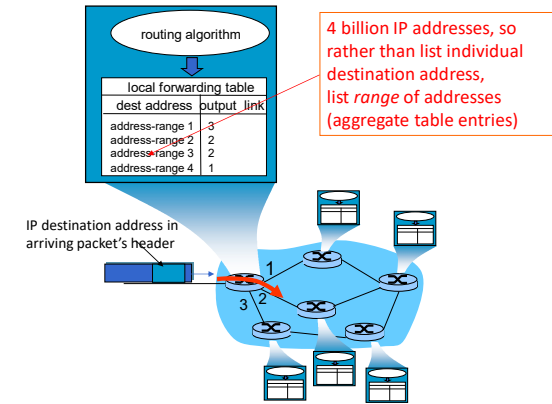 routing algorithm
local forwarding table
dest address output link
address-range 1 3
address-range 2 2
address-range 3 2
address-range 4 1
4 billion IP addresses, so
rather than list individual
destination address,
list range of addresses
(aggregate table entries)
IP destination address in
arriving packet's header
1
2
3